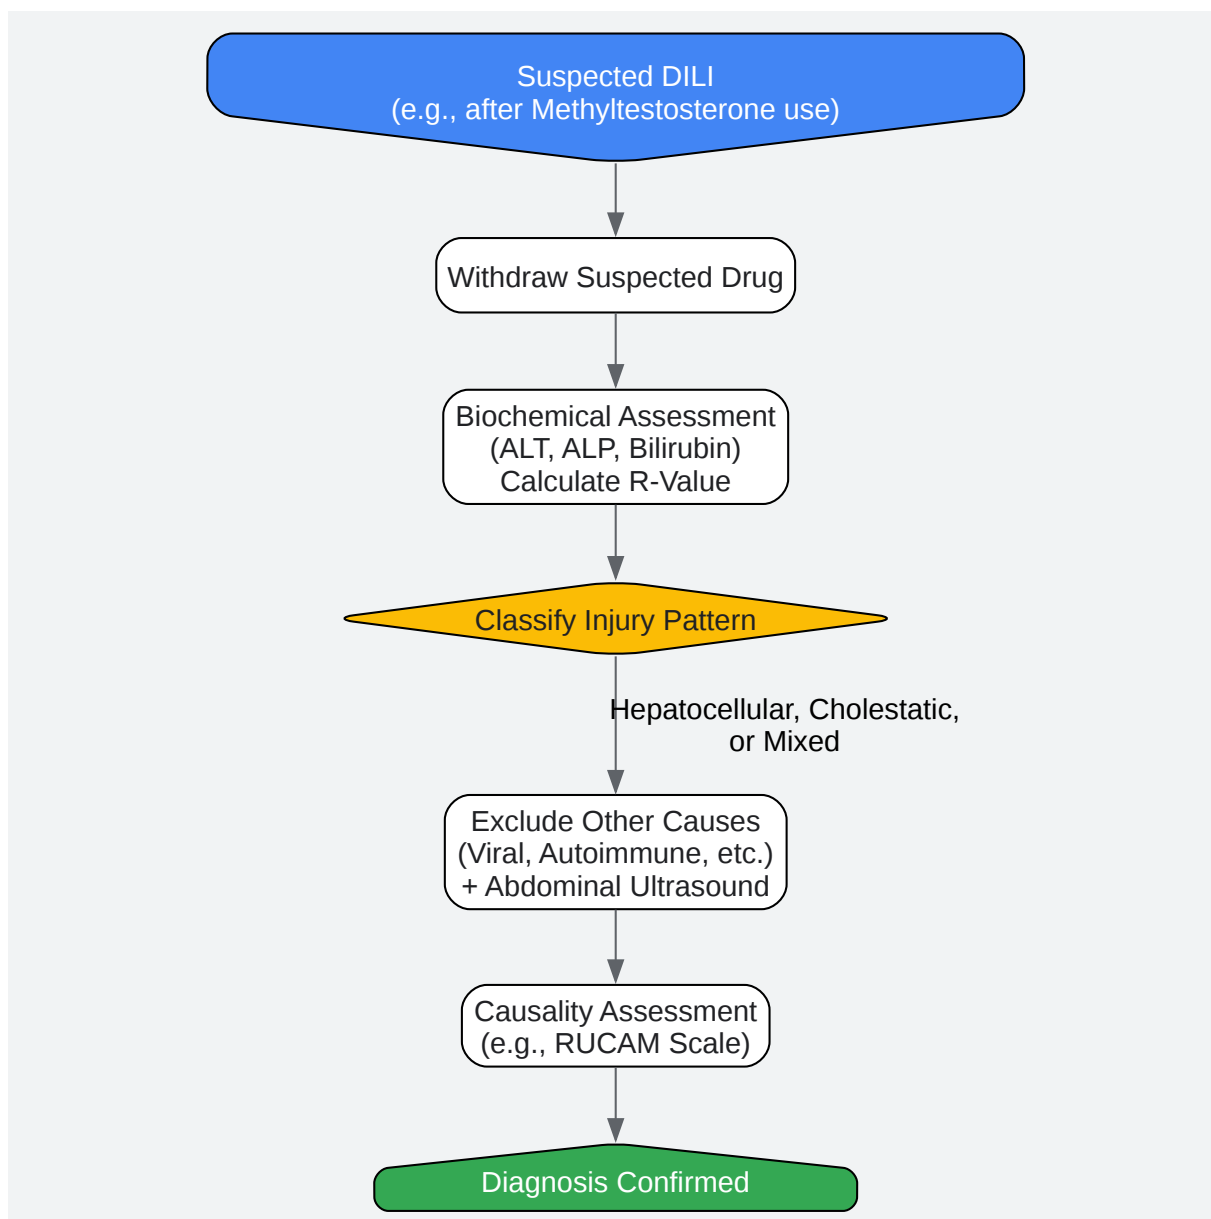 Suspected DILI
(e.g., after Methyltestosterone use)
Withdraw Suspected Drug
Biochemical Assessment
(ALT, ALP, Bilirubin)
Calculate R-Value
Classify Injury Pattern
Hepatocellular, Cholestatic,
or Mixed
Exclude Other Causes
(Viral, Autoimmune, etc.)
+ Abdominal Ultrasound
Causality Assessment
(e.g., RUCAM Scale)
Diagnosis Confirmed